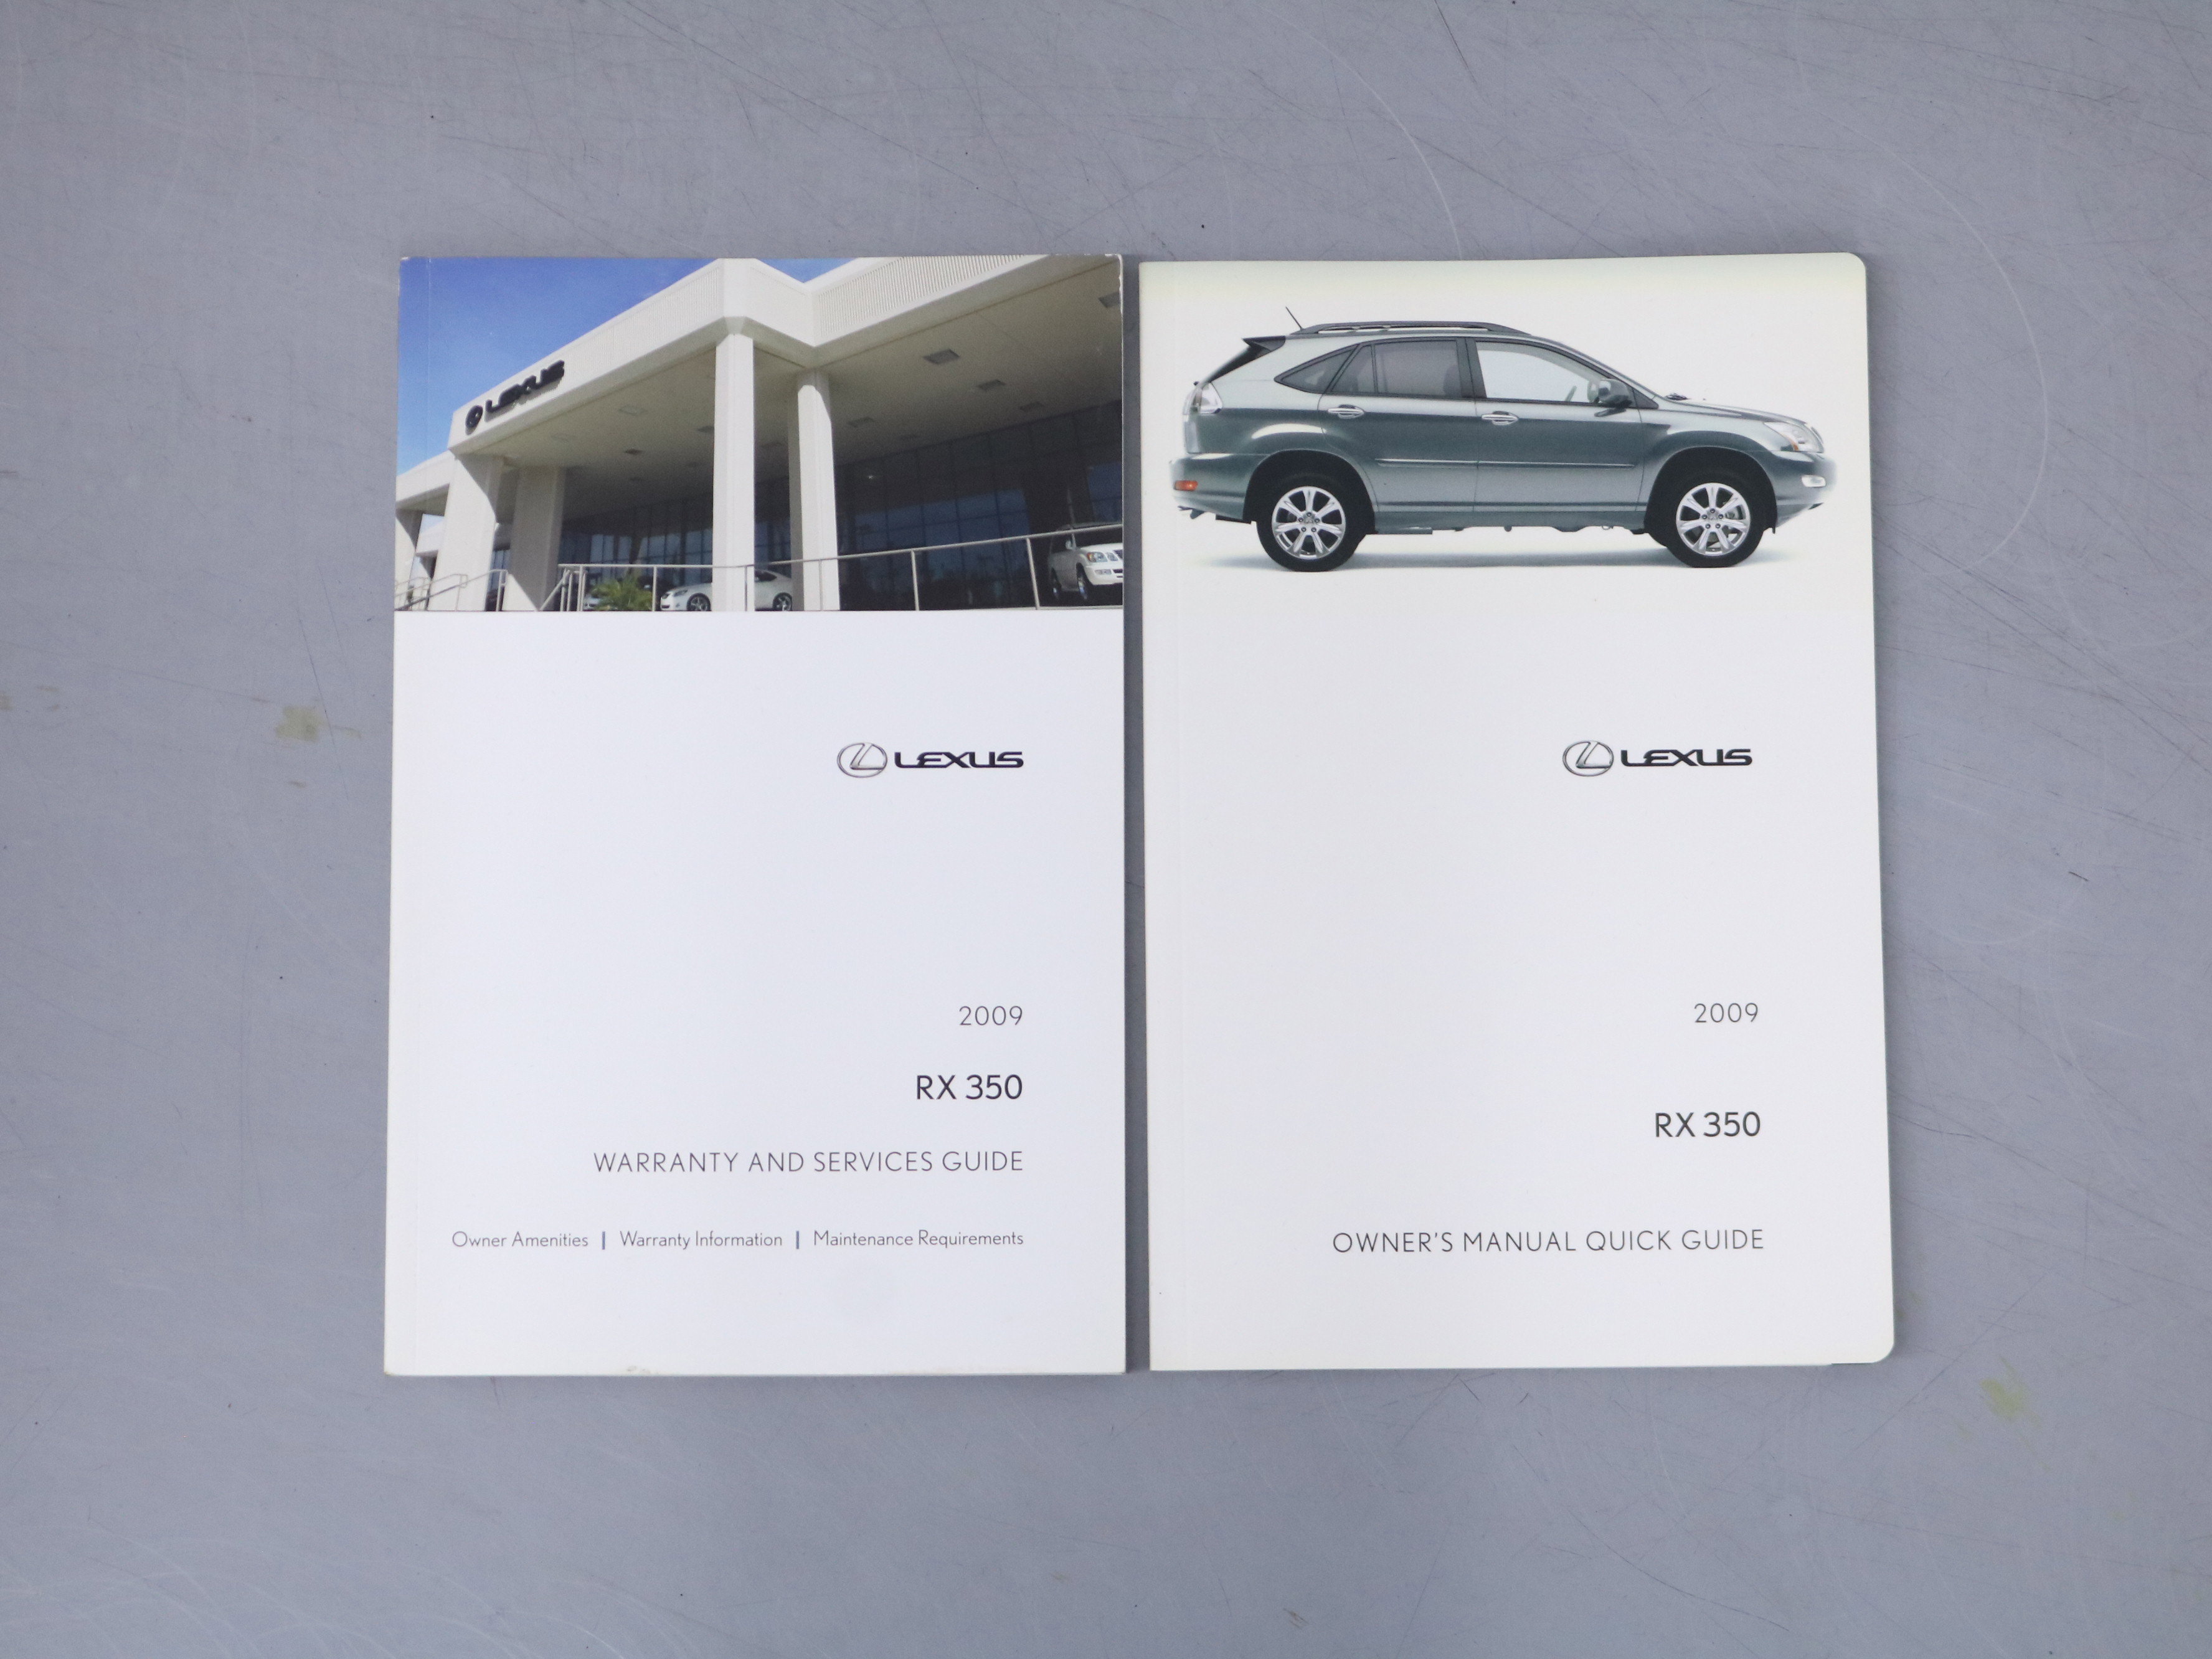 LEXUS
LEXUS
2009
RX 350
WARRANTY AND SERVICES GUIDE
Owner Amenities | Warranty Information | Maintenance Requirements
LEXUS
2009
RX 350
OWNER'S MANUAL QUICK GUIDE